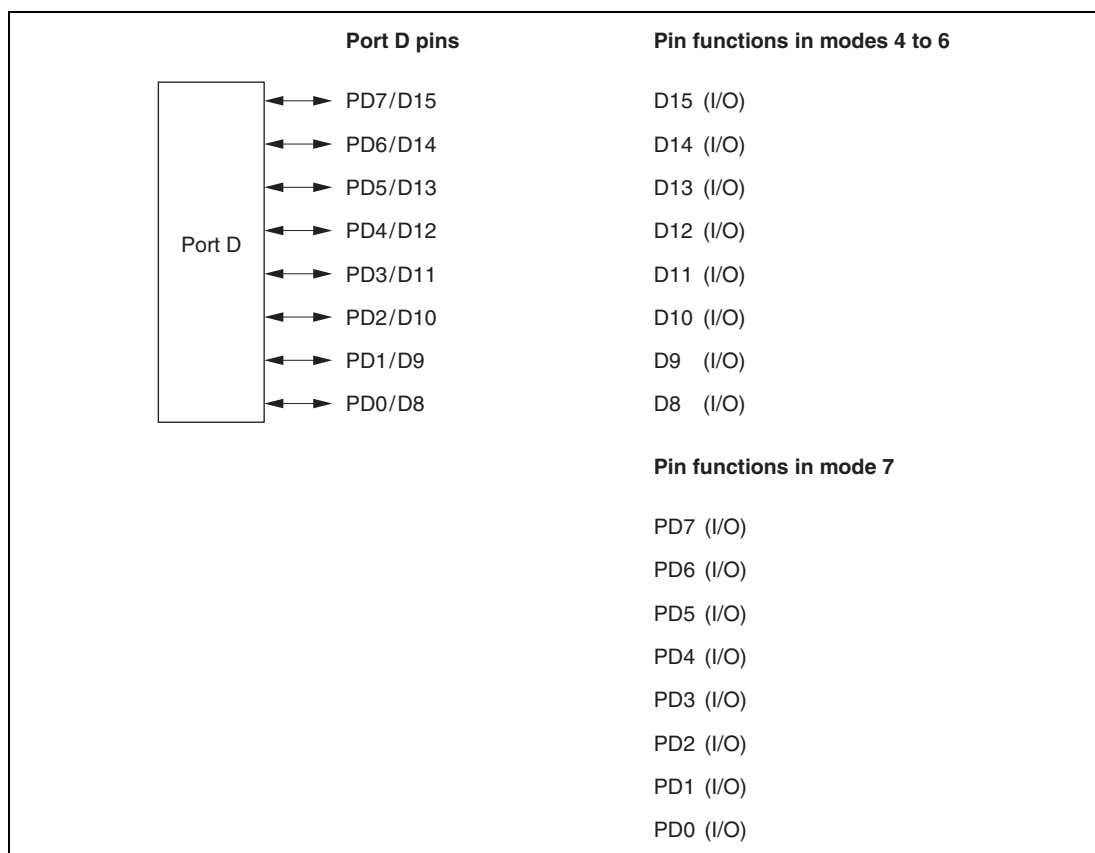 Port D pins Pin functions in modes 4 to 6
PD7/D15 D15 (I/O)
PD6/D14 D14 (I/O)
PD5/D13 D13 (I/O)
PD4/D12 D12 (I/O)
Port D
PD3/D11 D11 (I/O)
PD2/D10 D10 (I/O)
PD1/D9 D9 (I/O)
PD0/D8 D8 (I/O)
Pin functions in mode 7
PD7 (I/O)
PD6 (I/O)
PD5 (I/O)
PD4 (I/O)
PD3 (I/O)
PD2 (I/O)
PD1 (I/O)
PD0 (I/O)